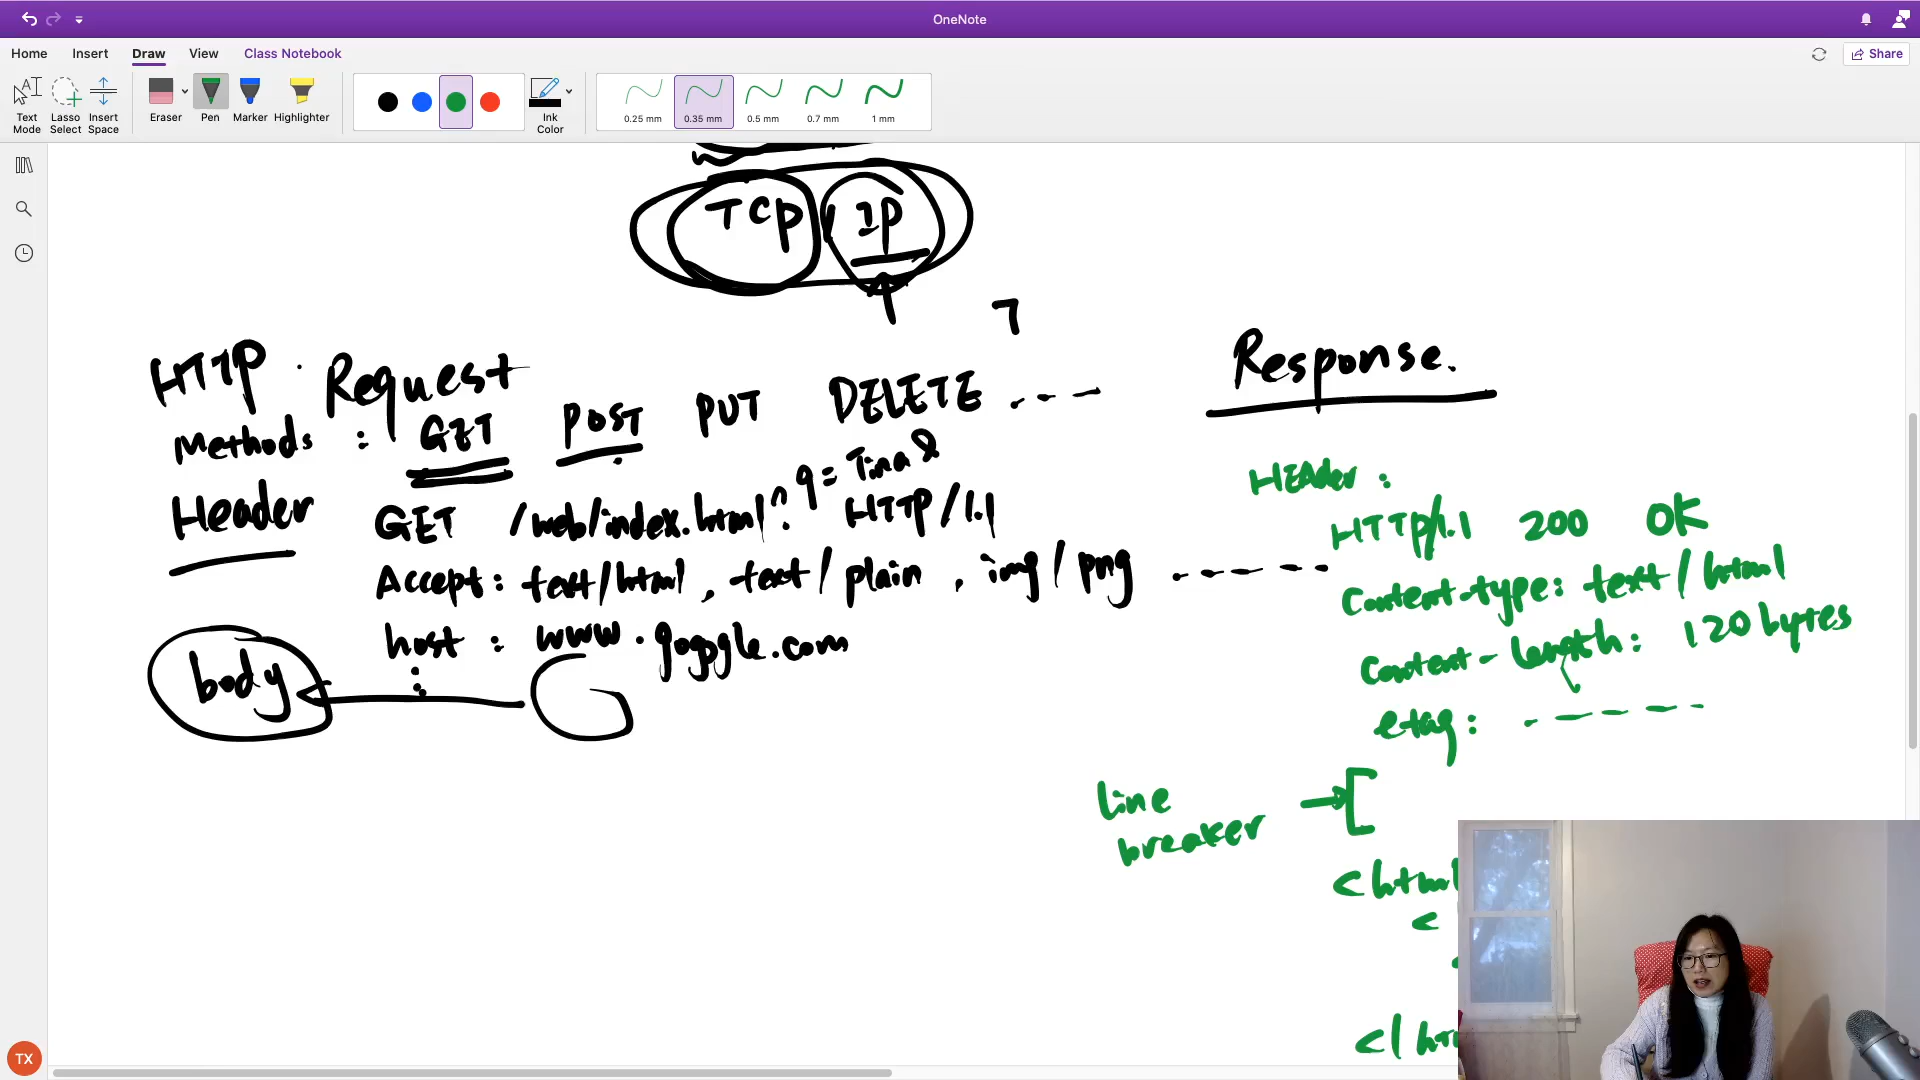 OneNote
Home Insert Draw View Class Notebook
Share
Text Mode
Lasso Select
Insert Space
Eraser
Pen
Marker
Highlighter
Ink Color
0.25 mm
0.35 mm
0.5 mm
0.7 mm
1 mm
TCP IP
HTTP Request
Methods : GET POST PUT DELETE
Header
GET /web/index.html? q = Tina & HTTP/1.1
Accept: text/html, text/plain, img/png
host : www.gogogle.com
body
Response.
HEAder :
HTTP/1.1 200 OK
Content-type: text/html
Content-length: 120 bytes
etag:
line
breaker
<html
<
</ht
TX